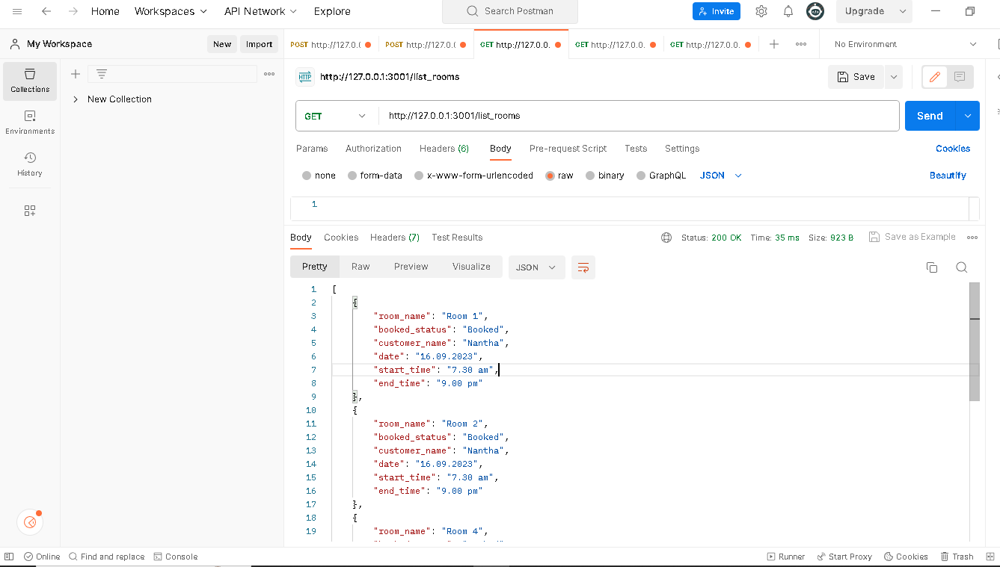 Home Workspaces API Network Explore Search Postman Invite Upgrade
My Workspace New Import POST http://127.0.( POST http://127.0.( GET http://127.0.0. GET http://127.0.0. GET http://127.0.0. No Environment
Collections
Environments
History
New Collection
HTTP http://127.0.0.1:3001/list_rooms Save
GET http://127.0.0.1:3001/list_rooms Send
Params Authorization Headers (6) Body Pre-request Script Tests Settings Cookies
none form-data x-www-form-urlencoded raw binary GraphQL JSON Beautify
1
Body Cookies Headers (7) Test Results Status: 200 OK Time: 35 ms Size: 923 B Save as Example
Pretty Raw Preview Visualize JSON
1 [
2 {
3 "room_name": "Room 1",
4 "booked_status": "Booked",
5 "customer_name": "Nantha",
6 "date": "16.09.2023",
7 "start_time": "7.30 am",
8 "end_time": "9.00 pm"
9 },
10 {
11 "room_name": "Room 2",
12 "booked_status": "Booked",
13 "customer_name": "Nantha",
14 "date": "16.09.2023",
15 "start_time": "7.30 am",
16 "end_time": "9.00 pm"
17 },
18 {
19 "room_name": "Room 4",
Online Find and replace Console Runner Start Proxy Cookies Trash